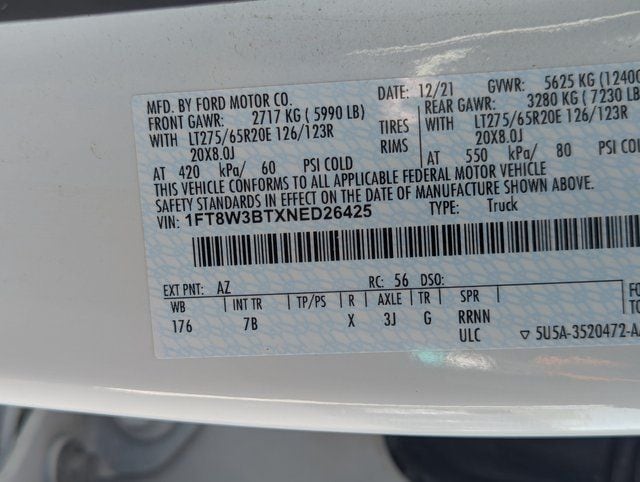 MFD. BY FORD MOTOR CO. DATE: 12/21 GVWR: 5625 KG (1240
FRONT GAWR: 2717 KG ( 5990 LB) REAR GAWR: 3280 KG ( 7230 LB
WITH LT275/65R20E 126/123R TIRES WITH LT275/65R20E 126/123R
20X8.0J RIMS 20X8.0J
AT 420 kPa/ 60 PSI COLD AT 550 kPa/ 80 PSI COLD
THIS VEHICLE CONFORMS TO ALL APPLICABLE FEDERAL MOTOR VEHICLE
SAFETY STANDARDS IN EFFECT ON THE DATE OF MANUFACTURE SHOWN ABOVE.
VIN: 1FT8W3BTXNED26425 TYPE: Truck
EXT PNT: AZ RC: 56 DSO:
WB INT TR TP/PS R AXLE TR SPR
176 7B X 3J G RRNN
ULC ▽ 5U5A-3520472-A
FO
TO